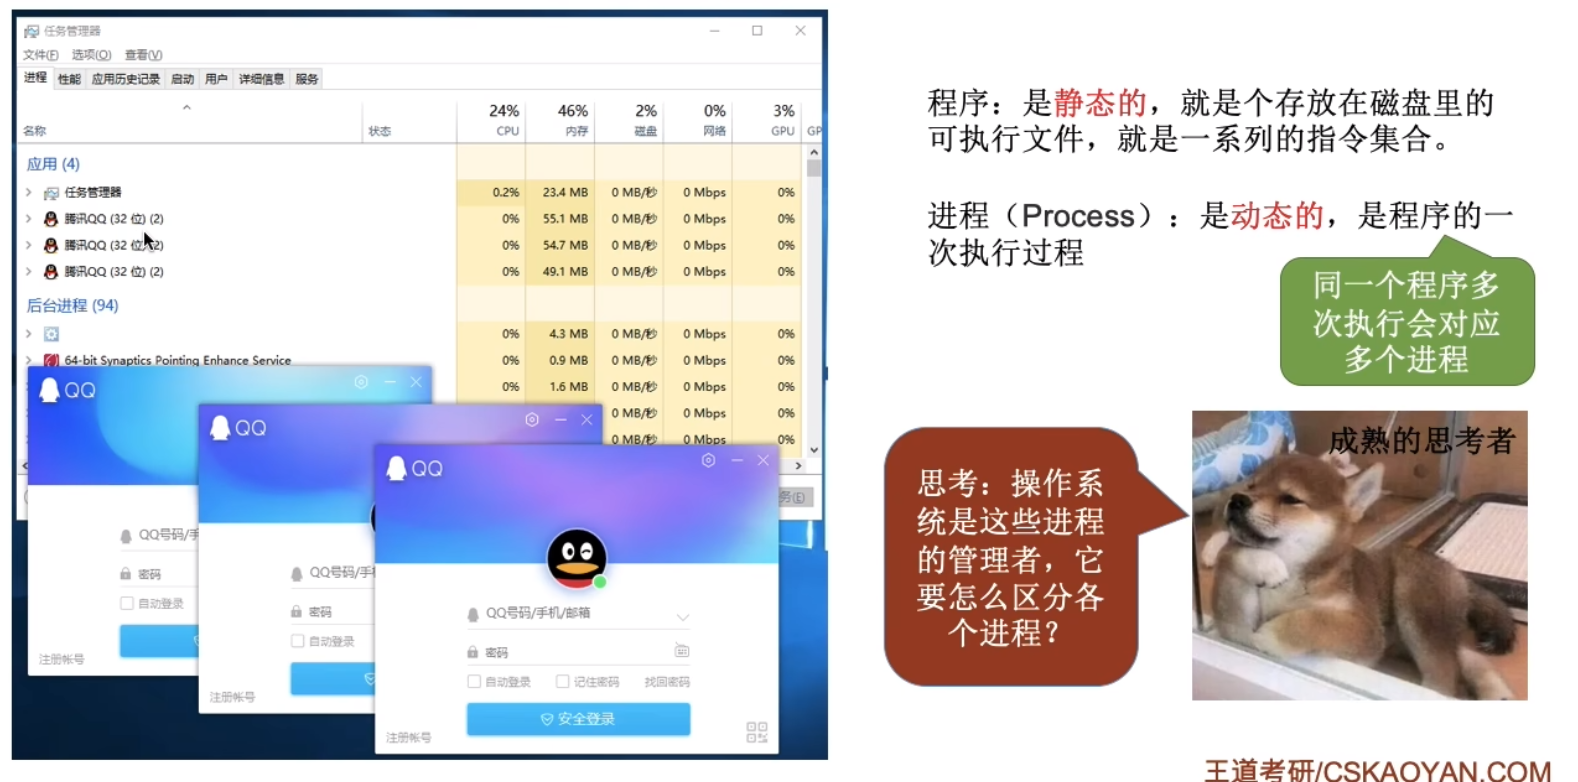 任务管理器
文件(F) 选项(O) 查看(V)
进程 性能 应用历史记录 启动 用户 详细信息 服务
24% 46% 2% 0% 3%
名称 状态 CPU 内存 磁盘 网络 GPU GP
应用 (4)
任务管理器 0.2% 23.4 MB 0 MB/秒 0 Mbps 0%
腾讯QQ (32 位) (2) 0% 55.1 MB 0 MB/秒 0 Mbps 0%
腾讯QQ (32 位) (2) 0% 54.7 MB 0 MB/秒 0 Mbps 0%
腾讯QQ (32 位) (2) 0% 49.1 MB 0 MB/秒 0 Mbps 0%
后台进程 (94)
0% 4.3 MB 0 MB/秒 0 Mbps 0%
64-bit Synaptics Pointing Enhance Service 0% 0.9 MB 0 MB/秒 0 Mbps 0%
0% 1.6 MB 0 MB/秒 0 Mbps 0%
0 MB/秒 0 Mbps 0%
0 MB/秒 0 Mbps 0%
务(E)
QQ
QQ号码/手
密码
自动登录
注册帐号
QQ
QQ号码/手机
密码
自动登录
注册帐号
QQ
QQ号码/手机/邮箱
密码
自动登录 记住密码 找回密码
安全登录
注册帐号
程序：是静态的，就是个存放在磁盘里的
可执行文件，就是一系列的指令集合。
进程（Process）：是动态的，是程序的一
次执行过程
同一个程序多
次执行会对应
多个进程
思考：操作系
统是这些进程
的管理者，它
要怎么区分各
个进程？
成熟的思考者
王道考研/CSKAOYAN.COM